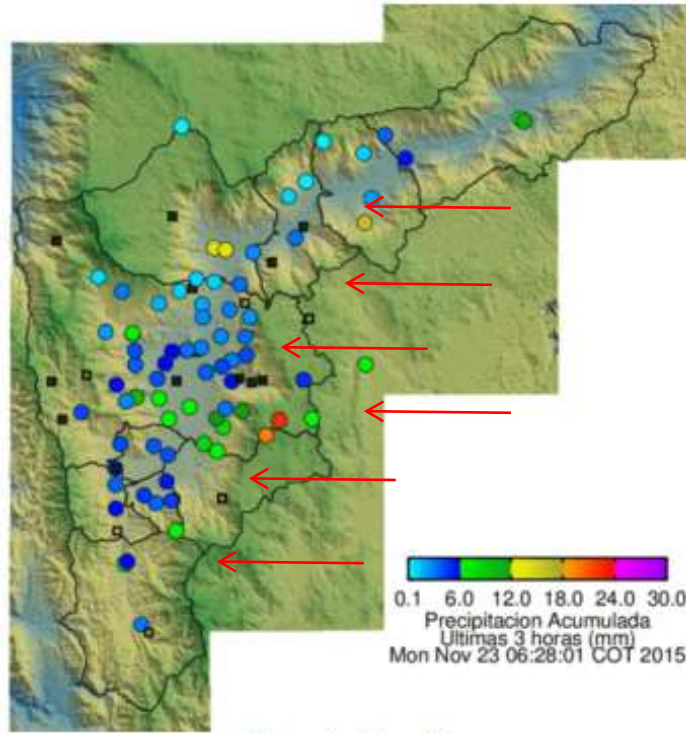 0.1 6.0 12.0 18.0 24.0 30.0
Precipitacion Acumulada
Ultimas 3 horas (mm)
Mon Nov 23 06:28:01 COT 2015